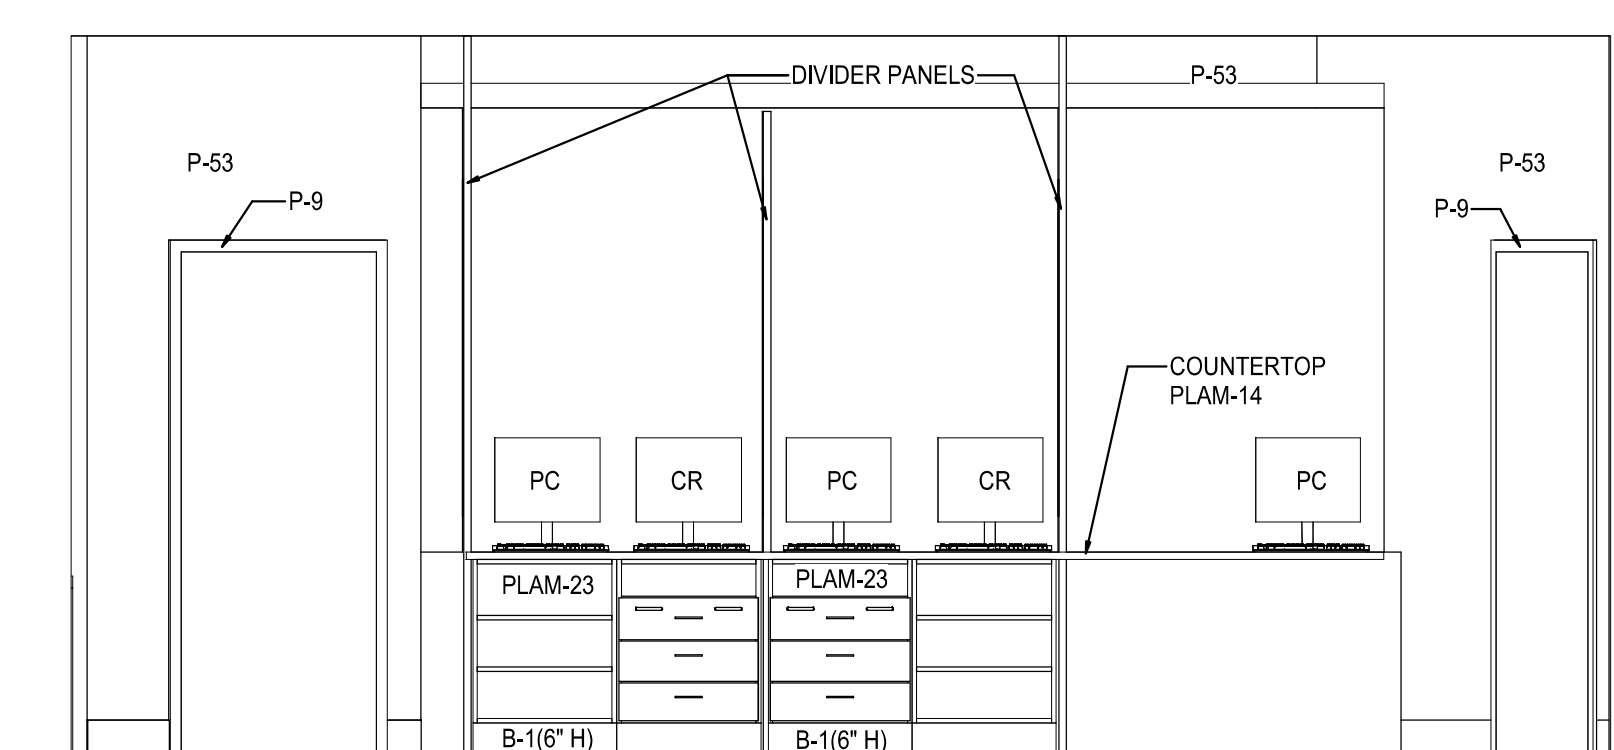 DIVIDER PANELS
P-53
P-53
P-53
P-9
P-9
COUNTERTOP
PLAM-14
PC
CR
PC
CR
PC
PLAM-23
PLAM-23
B-1(6" H)
B-1(6" H)